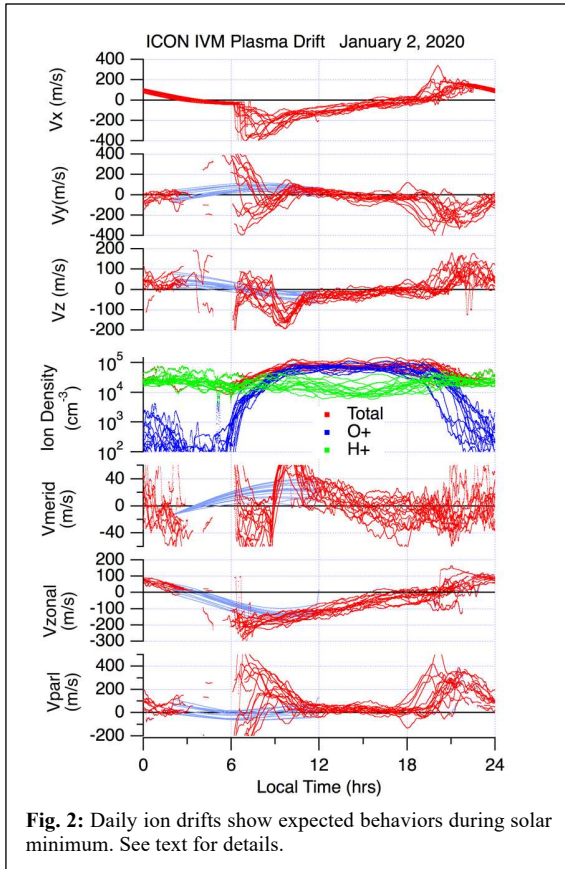 ICON IVM Plasma Drift January 2, 2020
400
200
0
-200
-400
Vx (m/s)
400
200
0
-200
-400
Vy(m/s)
200
100
0
-100
-200
Vz (m/s)
10^5
10^4
10^3
10^2
Ion Density
(cm^-3)
Total
O+
H+
40
0
-40
Vmerid
(m/s)
200
100
0
-100
-200
-300
Vzonal
(m/s)
400
200
0
-200
Vparl
(m/s)
0 6 12 18 24
Local Time (hrs)
Fig. 2: Daily ion drifts show expected behaviors during solar
minimum. See text for details.